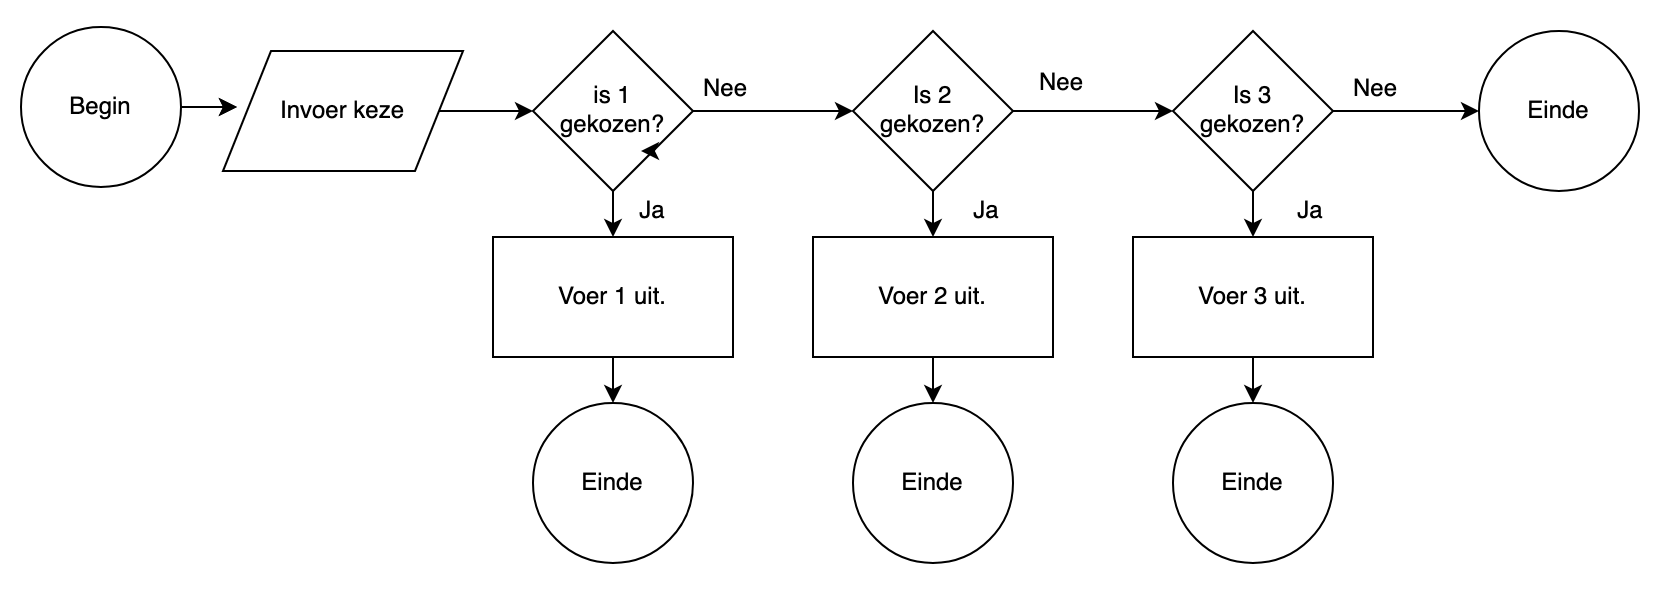 Begin
Invoer keze
is 1
gekozen?
Nee
Is 2
gekozen?
Nee
Is 3
gekozen?
Nee
Einde
Ja
Ja
Ja
Voer 1 uit.
Voer 2 uit.
Voer 3 uit.
Einde
Einde
Einde